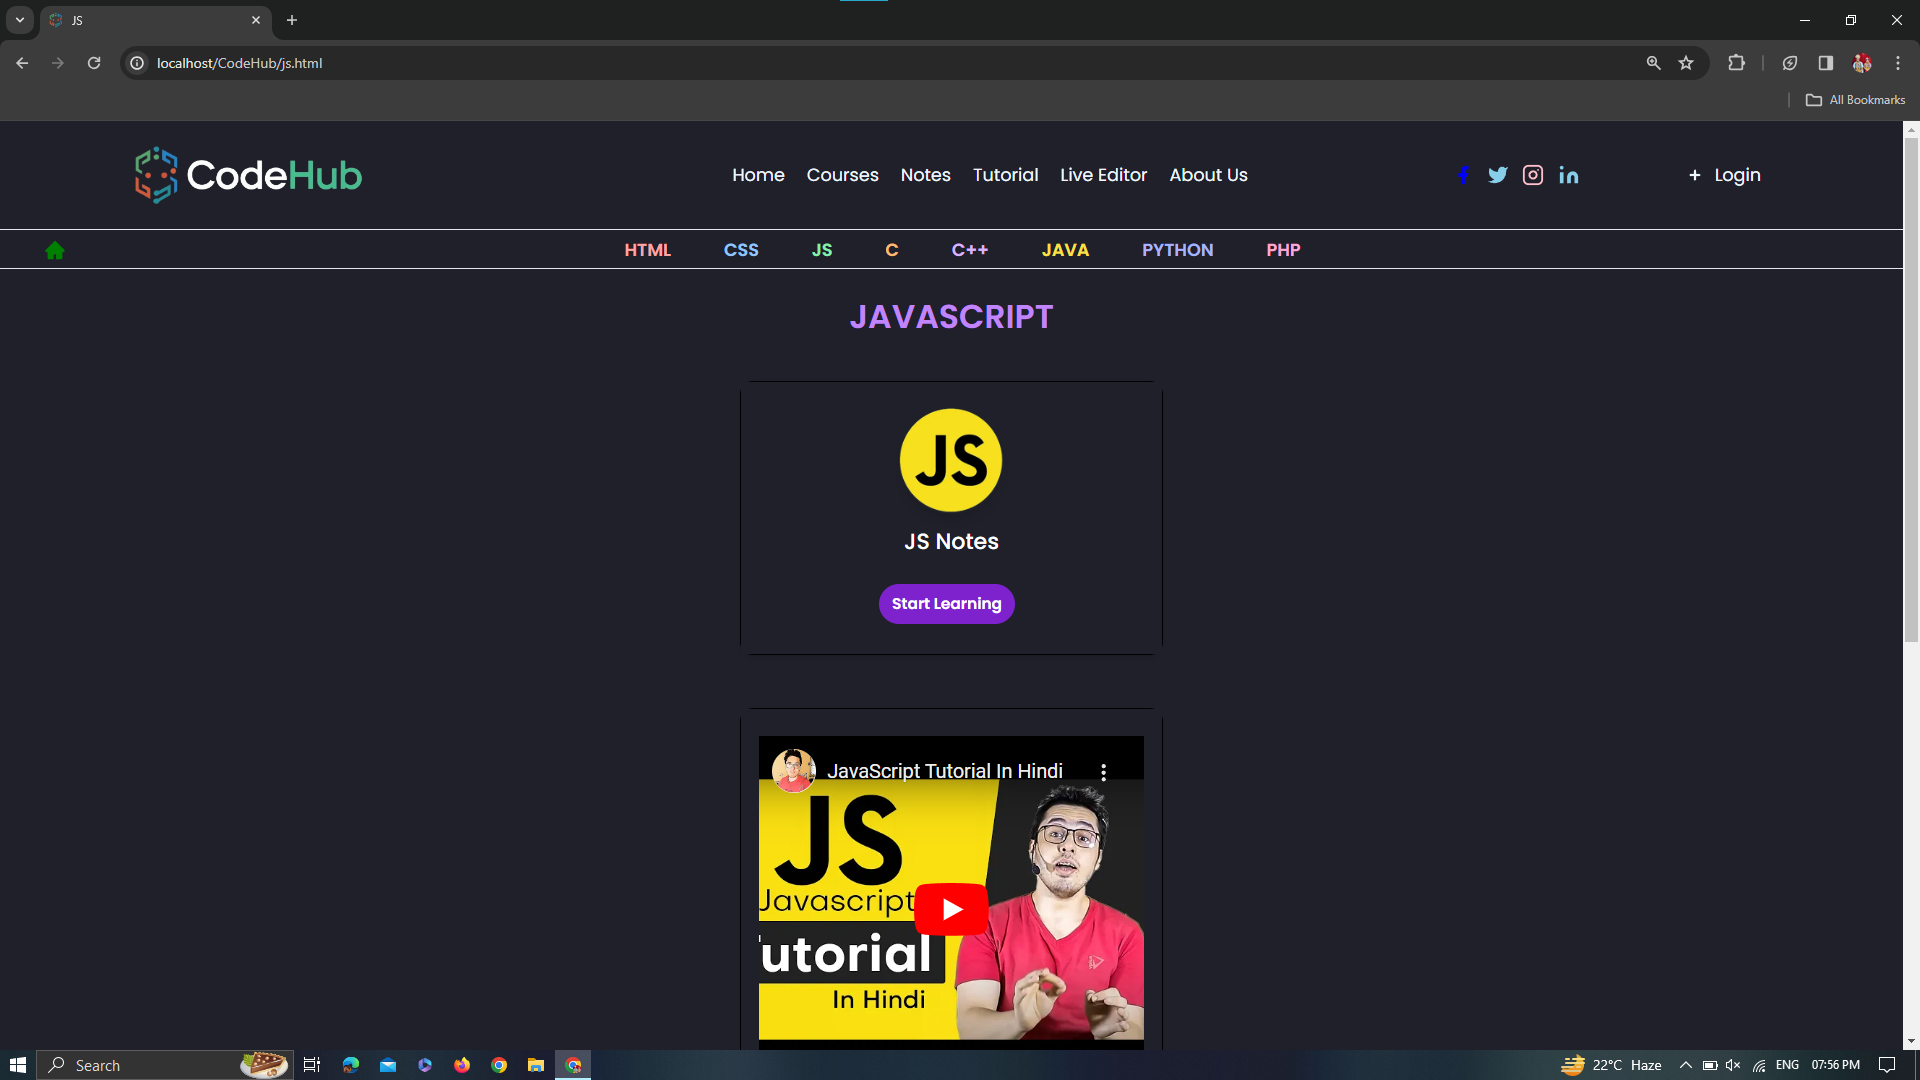 JS
localhost/CodeHub/js.html
All Bookmarks
CodeHub
Home Courses Notes Tutorial Live Editor About Us
+ Login
HTML CSS JS C C++ JAVA PYTHON PHP
JAVASCRIPT
JS
JS Notes
Start Learning
JavaScript Tutorial In Hindi
JS
Javascript
Tutorial
In Hindi
Search
22°C Haze
ENG
07:56 PM